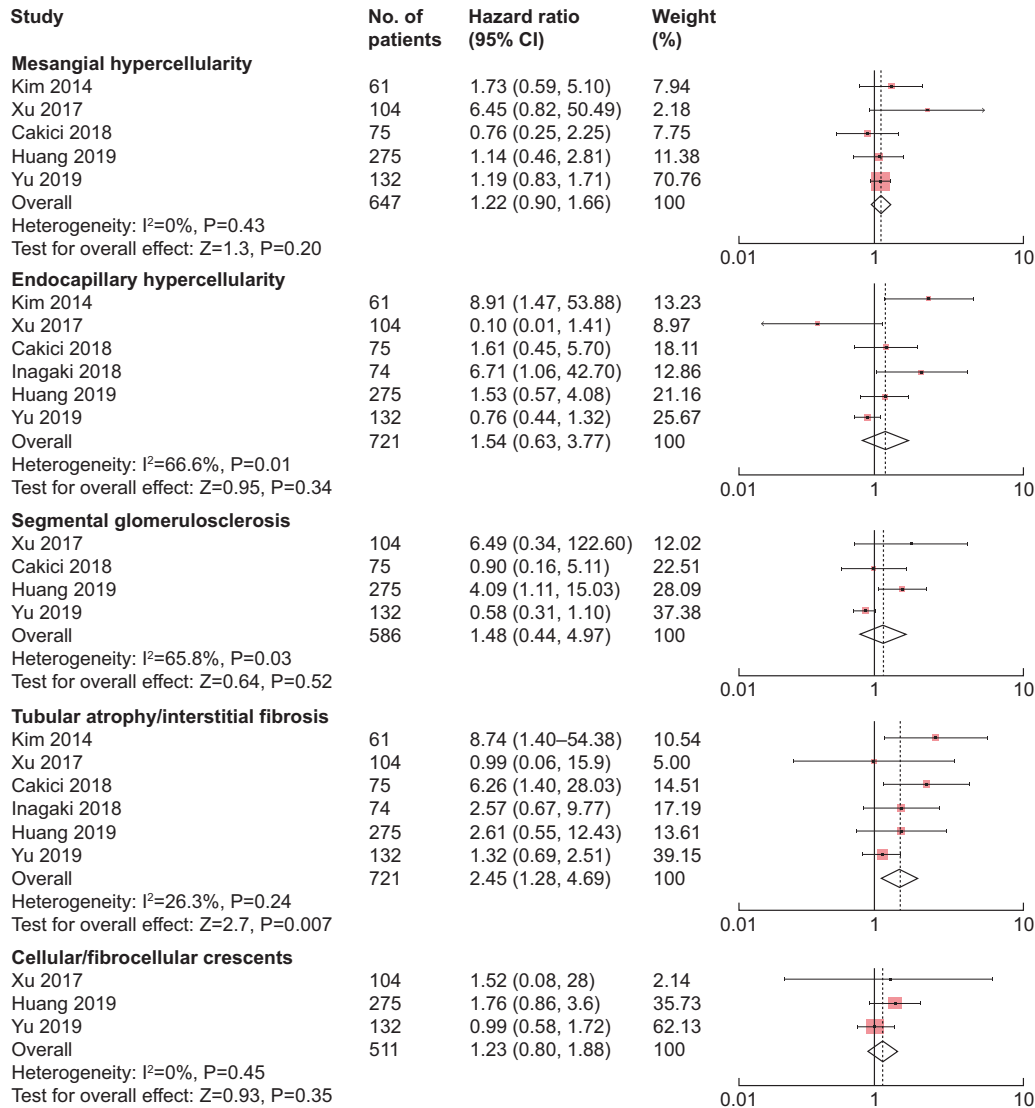 Study No. of patients Hazard ratio (95% CI) Weight (%)
Mesangial hypercellularity
Kim 2014 61 1.73 (0.59, 5.10) 7.94
Xu 2017 104 6.45 (0.82, 50.49) 2.18
Cakici 2018 75 0.76 (0.25, 2.25) 7.75
Huang 2019 275 1.14 (0.46, 2.81) 11.38
Yu 2019 132 1.19 (0.83, 1.71) 70.76
Overall 647 1.22 (0.90, 1.66) 100
Heterogeneity: I²=0%, P=0.43
Test for overall effect: Z=1.3, P=0.20
0.01 1 10
Endocapillary hypercellularity
Kim 2014 61 8.91 (1.47, 53.88) 13.23
Xu 2017 104 0.10 (0.01, 1.41) 8.97
Cakici 2018 75 1.61 (0.45, 5.70) 18.11
Inagaki 2018 74 6.71 (1.06, 42.70) 12.86
Huang 2019 275 1.53 (0.57, 4.08) 21.16
Yu 2019 132 0.76 (0.44, 1.32) 25.67
Overall 721 1.54 (0.63, 3.77) 100
Heterogeneity: I²=66.6%, P=0.01
Test for overall effect: Z=0.95, P=0.34
0.01 1 10
Segmental glomerulosclerosis
Xu 2017 104 6.49 (0.34, 122.60) 12.02
Cakici 2018 75 0.90 (0.16, 5.11) 22.51
Huang 2019 275 4.09 (1.11, 15.03) 28.09
Yu 2019 132 0.58 (0.31, 1.10) 37.38
Overall 586 1.48 (0.44, 4.97) 100
Heterogeneity: I²=65.8%, P=0.03
Test for overall effect: Z=0.64, P=0.52
0.01 1 10
Tubular atrophy/interstitial fibrosis
Kim 2014 61 8.74 (1.40–54.38) 10.54
Xu 2017 104 0.99 (0.06, 15.9) 5.00
Cakici 2018 75 6.26 (1.40, 28.03) 14.51
Inagaki 2018 74 2.57 (0.67, 9.77) 17.19
Huang 2019 275 2.61 (0.55, 12.43) 13.61
Yu 2019 132 1.32 (0.69, 2.51) 39.15
Overall 721 2.45 (1.28, 4.69) 100
Heterogeneity: I²=26.3%, P=0.24
Test for overall effect: Z=2.7, P=0.007
0.01 1 10
Cellular/fibrocellular crescents
Xu 2017 104 1.52 (0.08, 28) 2.14
Huang 2019 275 1.76 (0.86, 3.6) 35.73
Yu 2019 132 0.99 (0.58, 1.72) 62.13
Overall 511 1.23 (0.80, 1.88) 100
Heterogeneity: I²=0%, P=0.45
Test for overall effect: Z=0.93, P=0.35
0.01 1 10